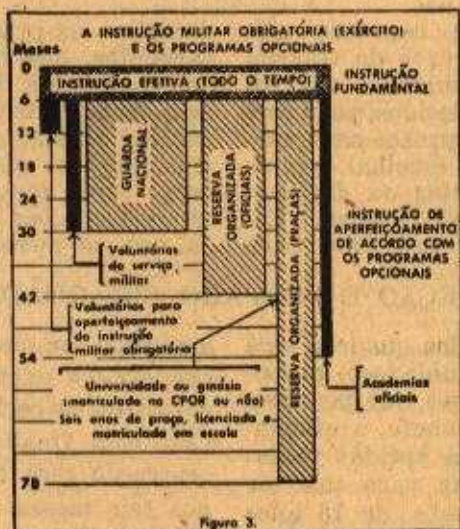 A INSTRUÇÃO MILITAR OBRIGATÓRIA (EXÉRCITO)
E OS PROGRAMAS OPCIONAIS
Meses
0
6
12
18
24
30
42
54
78
INSTRUÇÃO EFETIVA (TODO O TEMPO)
INSTRUÇÃO
FUNDAMENTAL
GUARDA
NACIONAL
RESERVA
ORGANIZADA
(OFICIAIS)
RESERVA ORGANIZADA (PRAÇAS)
INSTRUÇÃO DE
APERFEIÇOAMENTO
DE ACORDO COM
OS PROGRAMAS
OPCIONAIS
Voluntários
do serviço
militar
Voluntários para
aperfeiçoamento
da instrução
militar obrigatória
Universidade ou ginásio
(matriculado no CPOR ou não)
Seis anos de praça, licenciado e
matriculado em escola
Academias
oficiais
Figura 3.